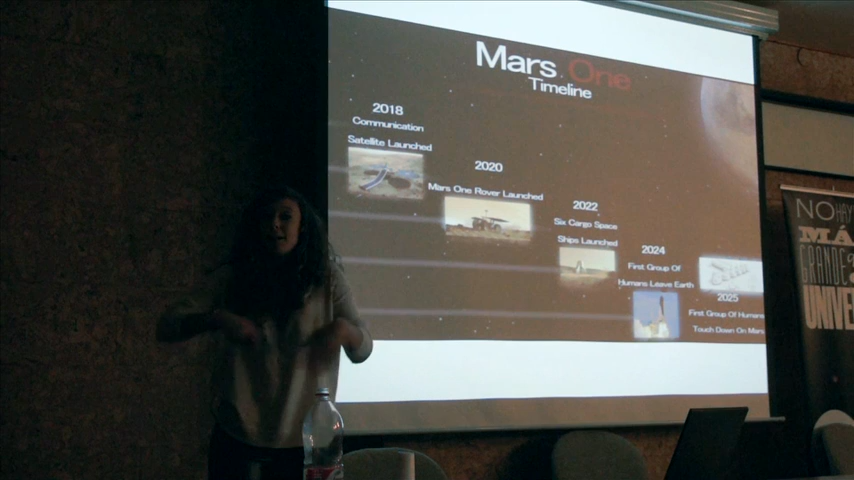 Mars One
Timeline
2018
Communication
Satellite Launched
2020
Mars One Rover Launched
2022
Six Cargo Space
Ships Launched
2024
First Group Of
Humans Leave Earth
2025
First Group Of Humans
Touch Down On Mars
NO HAY
MÁ
GRANDE
UNIVE